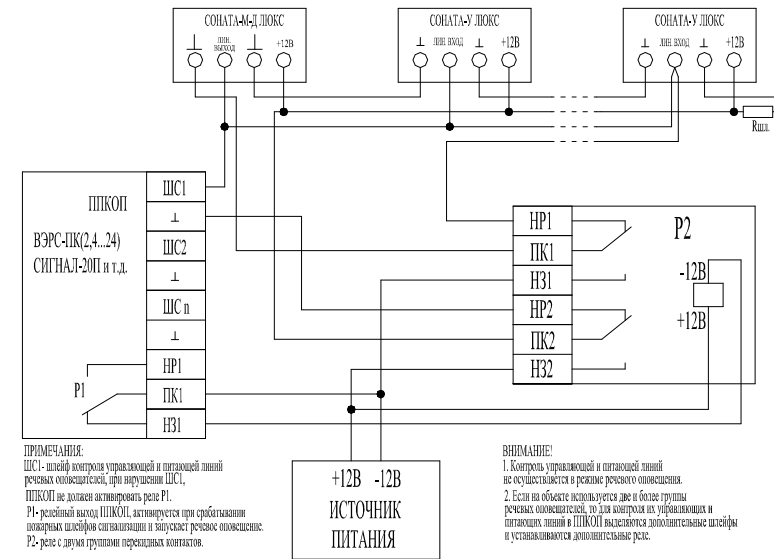 СОНАТА-М-Д ЛЮКС
СОНАТА-У ЛЮКС
СОНАТА-У ЛЮКС
ЛИН. ВЫХОД
+12В
ЛИН. ВХОД
+12В
ЛИН. ВХОД
+12В
Rшл.
ППКОП
ВЭРС-ПК(2,4...24)
СИГНАЛ-20П и т.д.
ШС1
ШС2
ШС n
НР1
ПК1
НЗ1
Р1
НР1
ПК1
НЗ1
НР2
ПК2
НЗ2
Р2
-12В
+12В
+12В -12В
ИСТОЧНИК
ПИТАНИЯ
ПРИМЕЧАНИЯ:
ШС1- шлейф контроля управляющей и питающей линий
речевых оповещателей, при нарушении ШС1,
ППКОП не должен активировать реле Р1.
Р1- релейный выход ППКОП, активируется при срабатывании
пожарных шлейфов сигнализации и запускает речевое оповещение.
Р2- реле с двумя группами перекидных контактов.
ВНИМАНИЕ!
1. Контроль управляющей и питающей линий
не осуществляется в режиме речевого оповещения.
2. Если на объекте используется две и более группы
речевых оповещателей, то для контроля их управляющих и
питающих линий в ППКОП выделяются дополнительные шлейфы
и устанавливаются дополнительные реле.